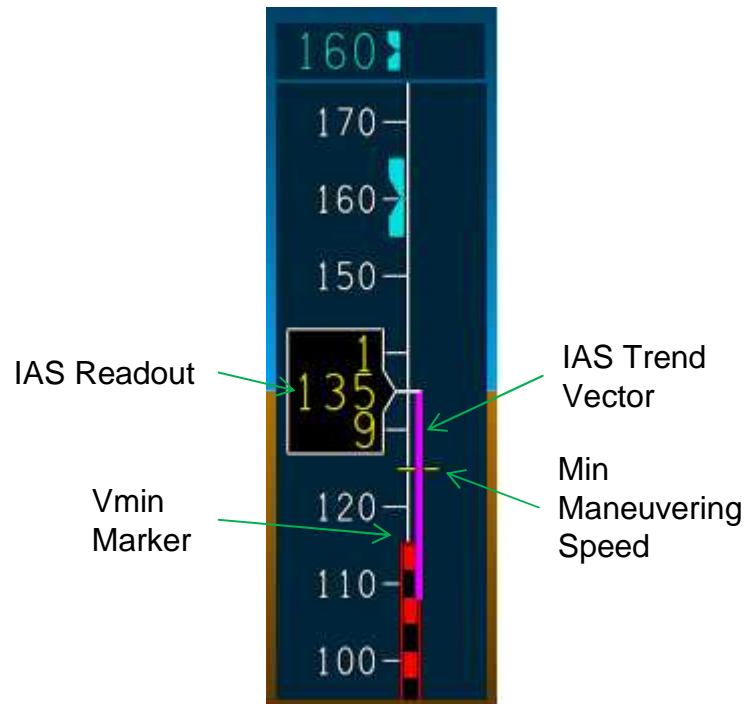 160
170
160
150
1
135
9
120
110
100
IAS Readout
Vmin
Marker
IAS Trend
Vector
Min
Maneuvering
Speed